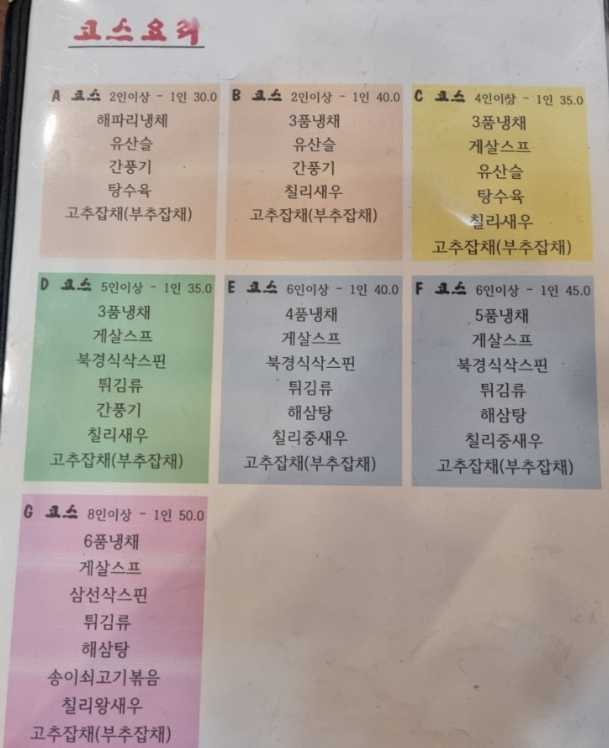 코스요리
A 코스 2인이상 - 1인 30.0
해파리냉체
유산슬
간풍기
탕수육
고추잡채(부추잡채)
B 코스 2인이상 - 1인 40.0
3품냉채
유산슬
간풍기
칠리새우
고추잡채(부추잡채)
C 코스 4인이상 - 1인 35.0
3품냉채
게살스프
유산슬
탕수육
칠리새우
고추잡채(부추잡채)
D 코스 5인이상 - 1인 35.0
3품냉채
게살스프
북경식삭스핀
튀김류
간풍기
칠리새우
고추잡채(부추잡채)
E 코스 6인이상 - 1인 40.0
4품냉채
게살스프
북경식삭스핀
튀김류
해삼탕
칠리중새우
고추잡채(부추잡채)
F 코스 6인이상 - 1인 45.0
5품냉채
게살스프
북경식삭스핀
튀김류
해삼탕
칠리중새우
고추잡채(부추잡채)
G 코스 8인이상 - 1인 50.0
6품냉채
게살스프
삼선삭스핀
튀김류
해삼탕
송이쇠고기볶음
칠리왕새우
고추잡채(부추잡채)